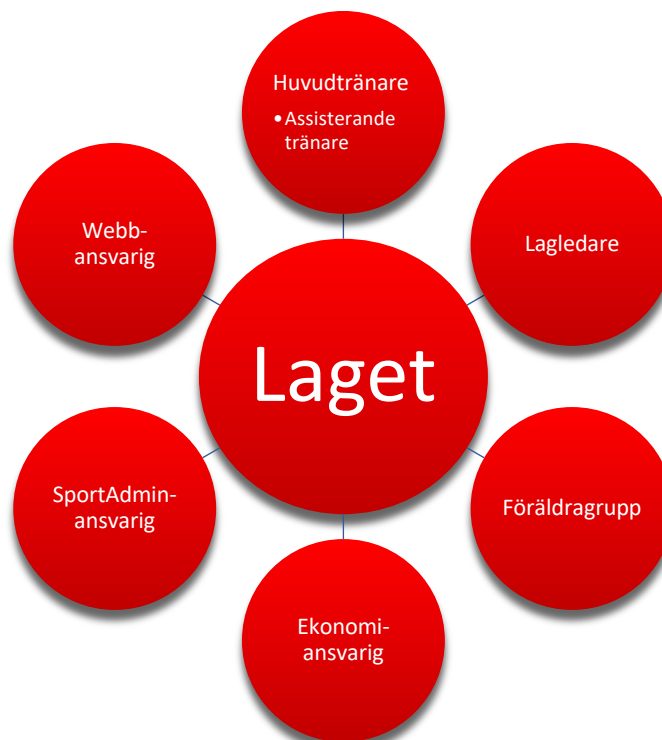 Huvudtränare
•Assisterande
tränare
Webb-
ansvarig
Lagledare
Laget
SportAdmin-
ansvarig
Föräldragrupp
Ekonomi-
ansvarig